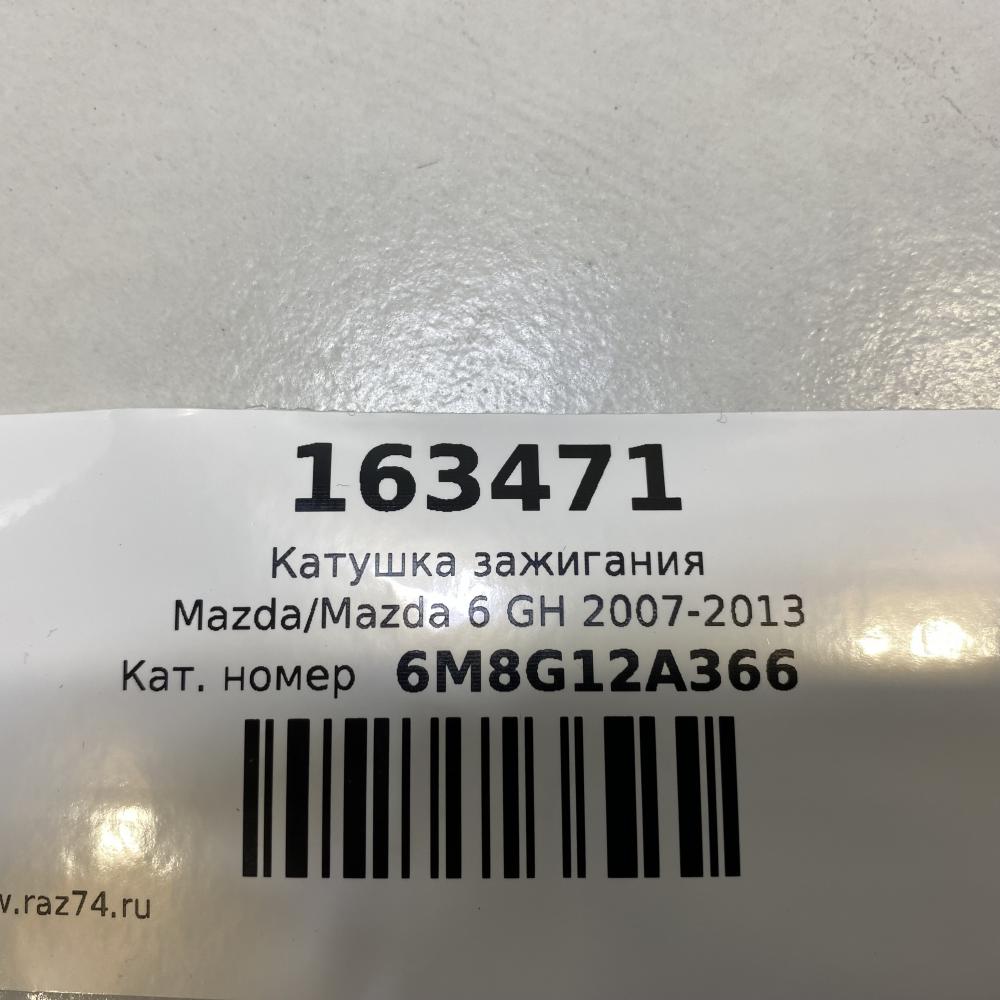 163471
Катушка зажигания
Mazda/Mazda 6 GH 2007-2013
Кат. номер 6M8G12A366
w.raz74.ru